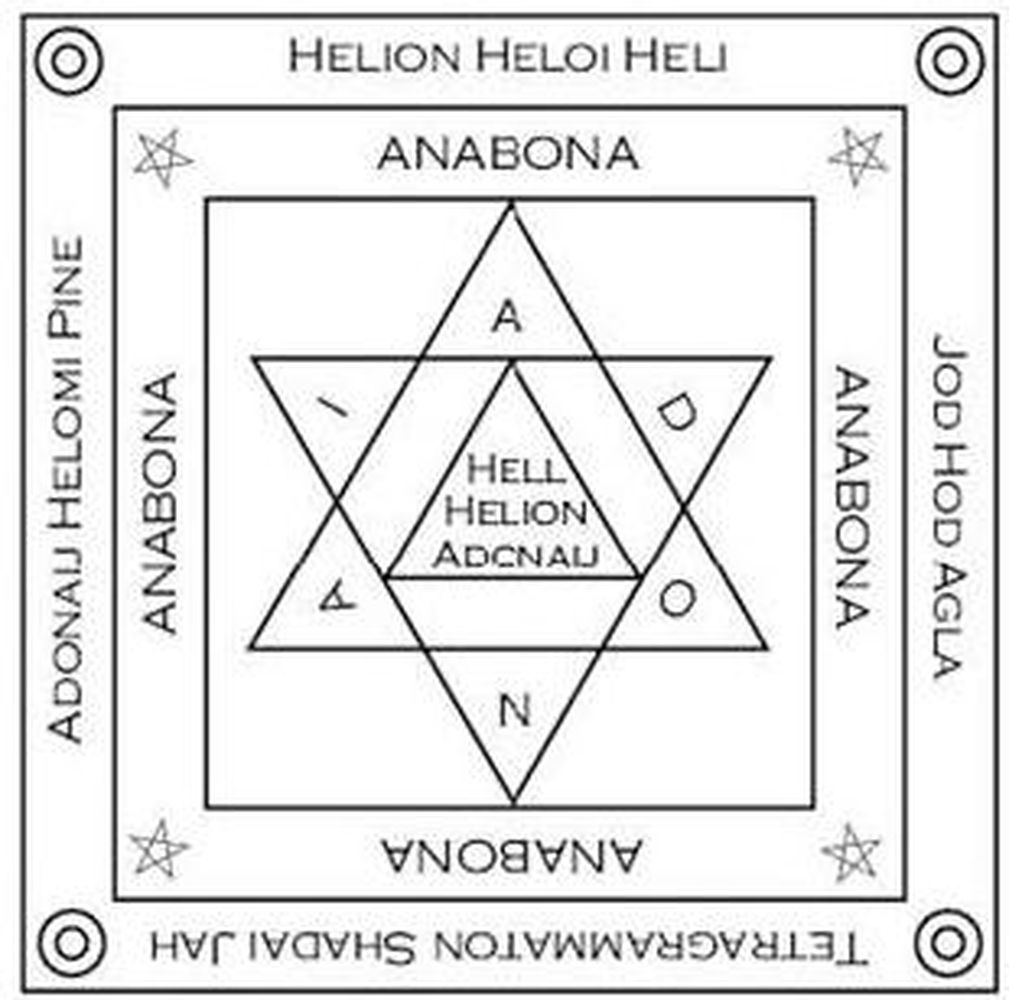 HELION HELOI HELI
ANABONA
ADONAIJ HELOMI PINE
ANABONA
A
I
D
HELL
HELION
ADCNAIJ
A
O
N
ANABONA
JOD HOD AGLA
ANABONA
TETRAGRAMMATON SHADAI JAH